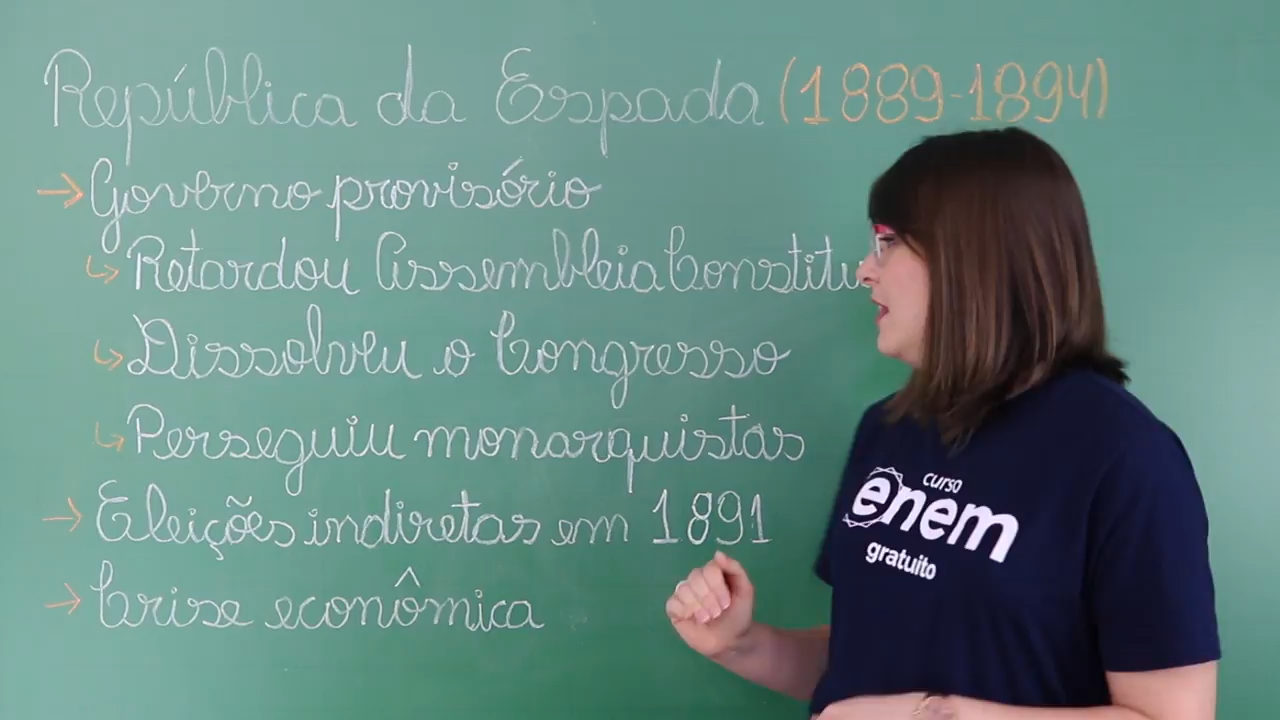 República da Espada (1889-1894)
→ Governo provisório
↳ Retardou Assembleia Constitu
↳ Dissolveu o Congresso
↳ Perseguiu monarquistas
→ Eleições indiretas em 1891
→ Crise econômica
curso
enem
gratuito